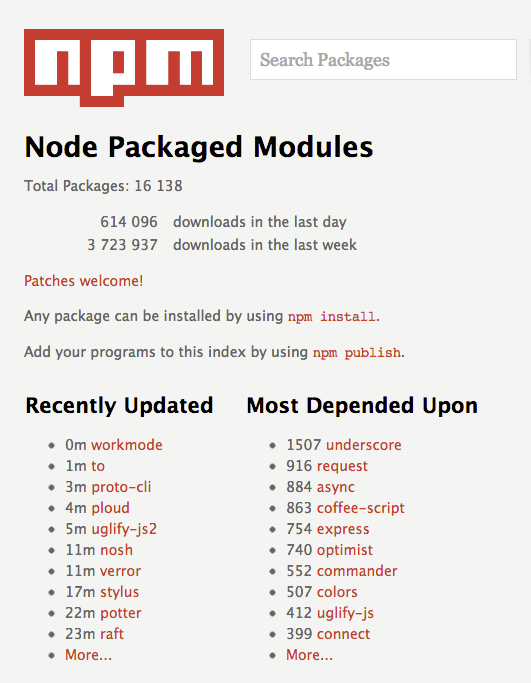 npm
Search Packages
Node Packaged Modules
Total Packages: 16 138
614 096 downloads in the last day
3 723 937 downloads in the last week
Patches welcome!
Any package can be installed by using npm install.
Add your programs to this index by using npm publish.
Recently Updated
0m workmode
1m to
3m proto-cli
4m ploud
5m uglify-js2
11m nosh
11m verror
17m stylus
22m potter
23m raft
More...
Most Depended Upon
1507 underscore
916 request
884 async
863 coffee-script
754 express
740 optimist
552 commander
507 colors
412 uglify-js
399 connect
More...